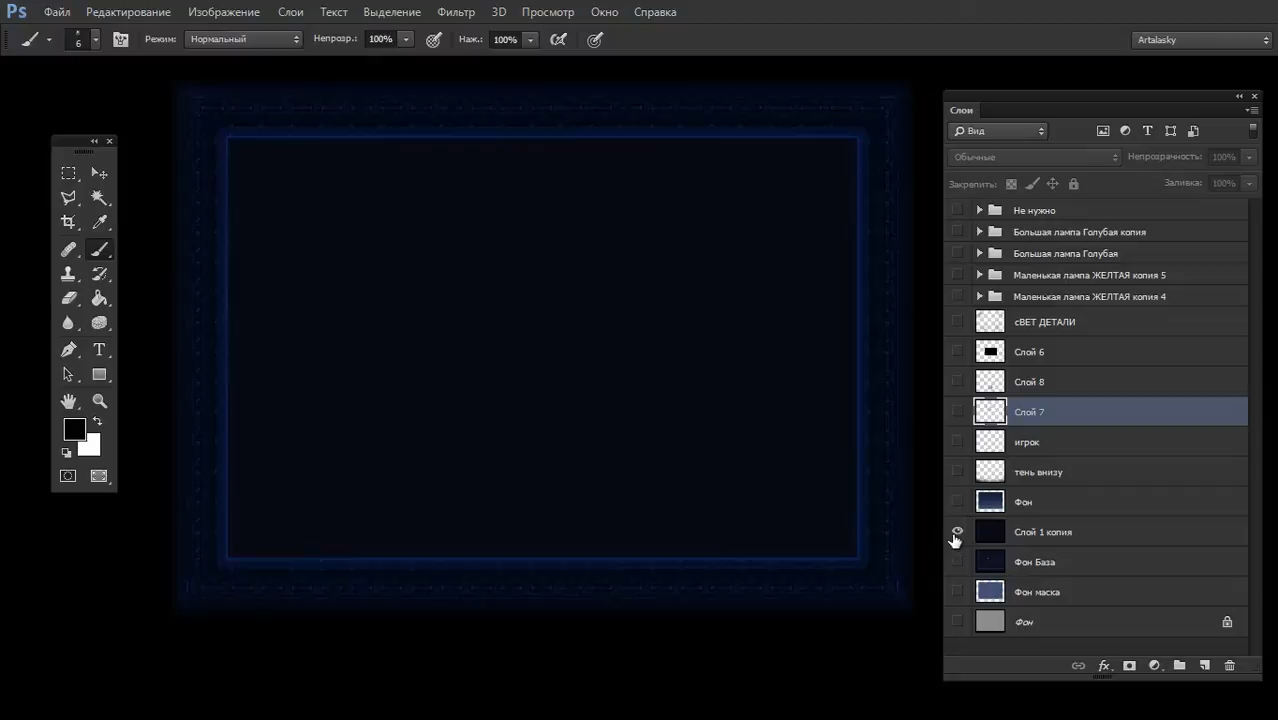 Ps Файл Редактирование Изображение Слои Текст Выделение Фильтр 3D Просмотр Окно Справка
6 Режим: Нормальный Непрозр.: 100% Наж.: 100% Artalasky
Слои
Вид
Обычные Непрозрачность: 100%
Закрепить: Заливка: 100%
Не нужно
Большая лампа Голубая копия
Большая лампа Голубая
Маленькая лампа ЖЕЛТАЯ копия 5
Маленькая лампа ЖЕЛТАЯ копия 4
сВЕТ ДЕТАЛИ
Слой 6
Слой 8
Слой 7
игрок
тень внизу
Фон
Слой 1 копия
Фон База
Фон маска
Фон
fx